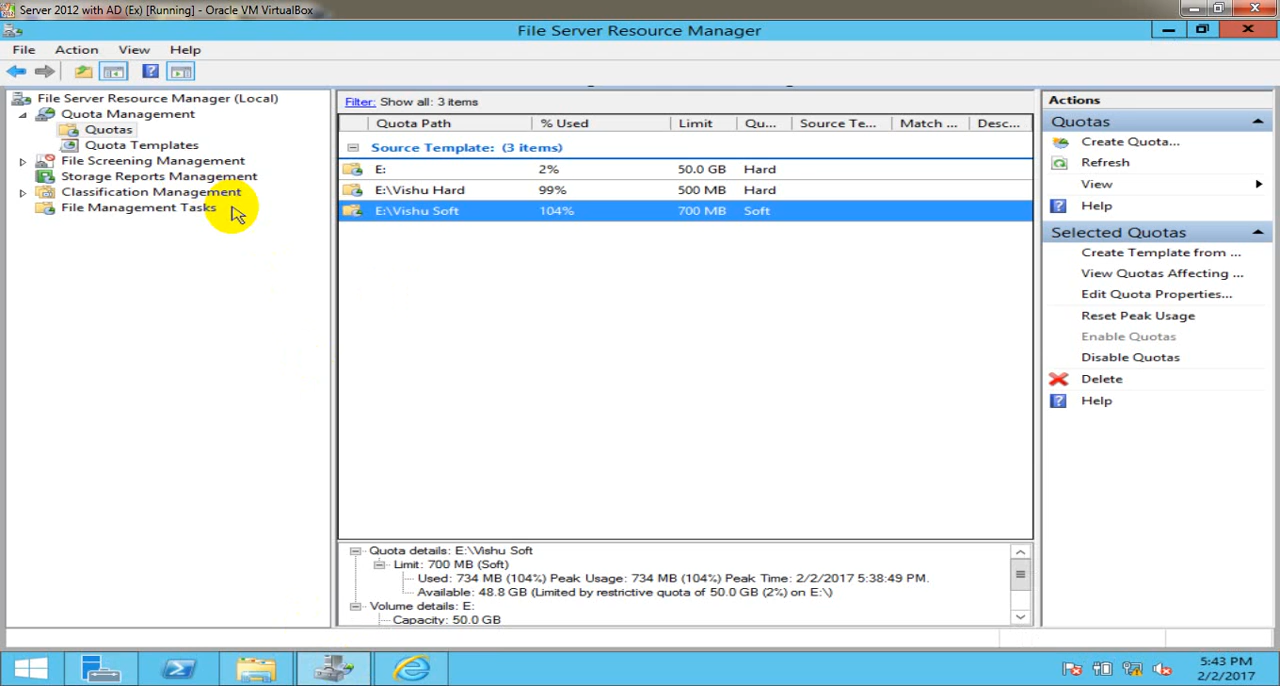 Server 2012 with AD (Ex) [Running] - Oracle VM VirtualBox
File Server Resource Manager
File Action View Help
File Server Resource Manager (Local)
Quota Management
Quotas
Quota Templates
File Screening Management
Storage Reports Management
Classification Management
File Management Tasks
Filter: Show all: 3 items
Quota Path % Used Limit Qu... Source Te... Match ... Desc...
Source Template: (3 items)
E: 2% 50.0 GB Hard
E:\Vishu Hard 99% 500 MB Hard
E:\Vishu Soft 104% 700 MB Soft
Quota details: E:\Vishu Soft
Limit: 700 MB (Soft)
Used: 734 MB (104%) Peak Usage: 734 MB (104%) Peak Time: 2/2/2017 5:38:49 PM.
Available: 48.8 GB (Limited by restrictive quota of 50.0 GB (2%) on E:\)
Volume details: E:
Capacity: 50.0 GB
Actions
Quotas
Create Quota...
Refresh
View
Help
Selected Quotas
Create Template from ...
View Quotas Affecting ...
Edit Quota Properties...
Reset Peak Usage
Enable Quotas
Disable Quotas
Delete
Help
5:43 PM
2/2/2017